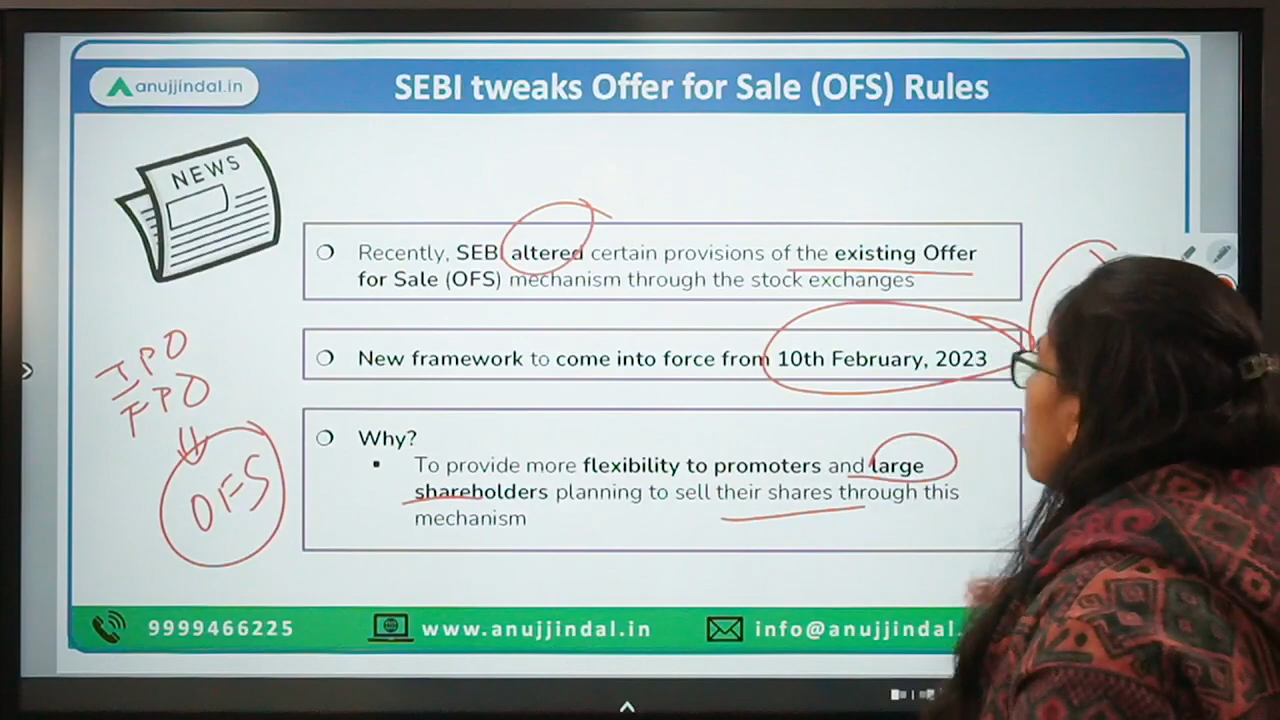 anujjindal.in
SEBI tweaks Offer for Sale (OFS) Rules
NEWS
Recently, SEBI altered certain provisions of the existing Offer
for Sale (OFS) mechanism through the stock exchanges
New framework to come into force from 10th February, 2023
IPO
FPO
OFS
Why?
To provide more flexibility to promoters and large
shareholders planning to sell their shares through this
mechanism
9999466225
www.anujjindal.in
info@anujjindal.